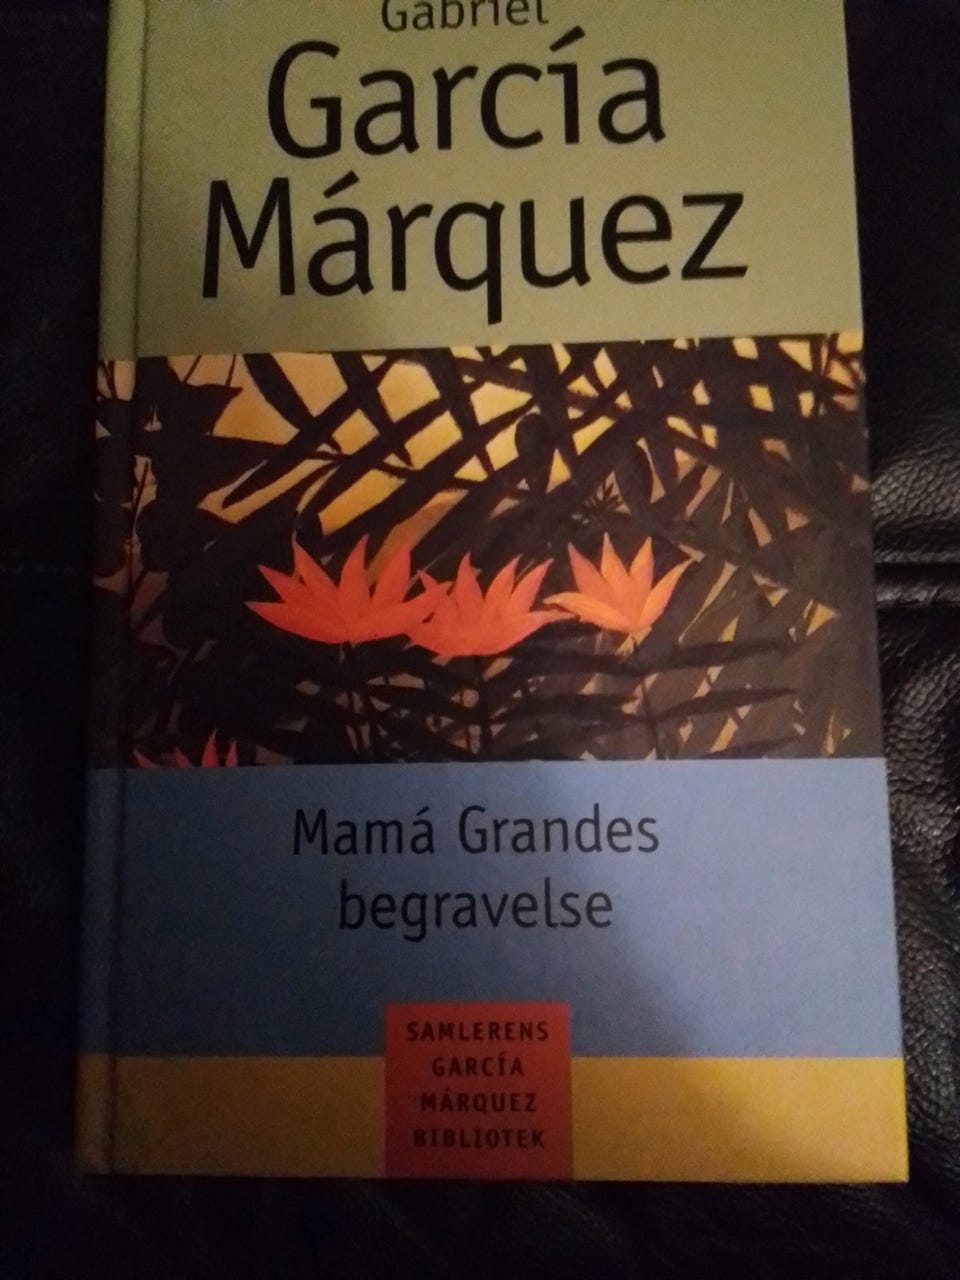 Gabriel
García
Márquez
Mamá Grandes
begravelse
SAMLERENS
GARCÍA
MÁRQUEZ
BIBLIOTEK